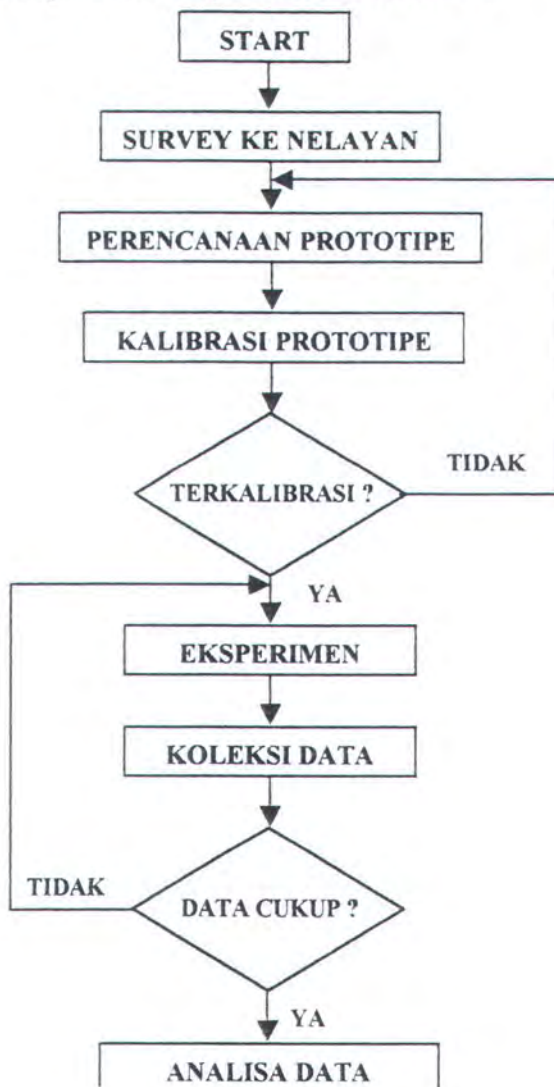 START
SURVEY KE NELAYAN
PERENCANAAN PROTOTIPE
KALIBRASI PROTOTIPE
TIDAK
TERKALIBRASI ?
YA
EKSPERIMEN
KOLEKSI DATA
TIDAK
DATA CUKUP ?
YA
ANALISA DATA